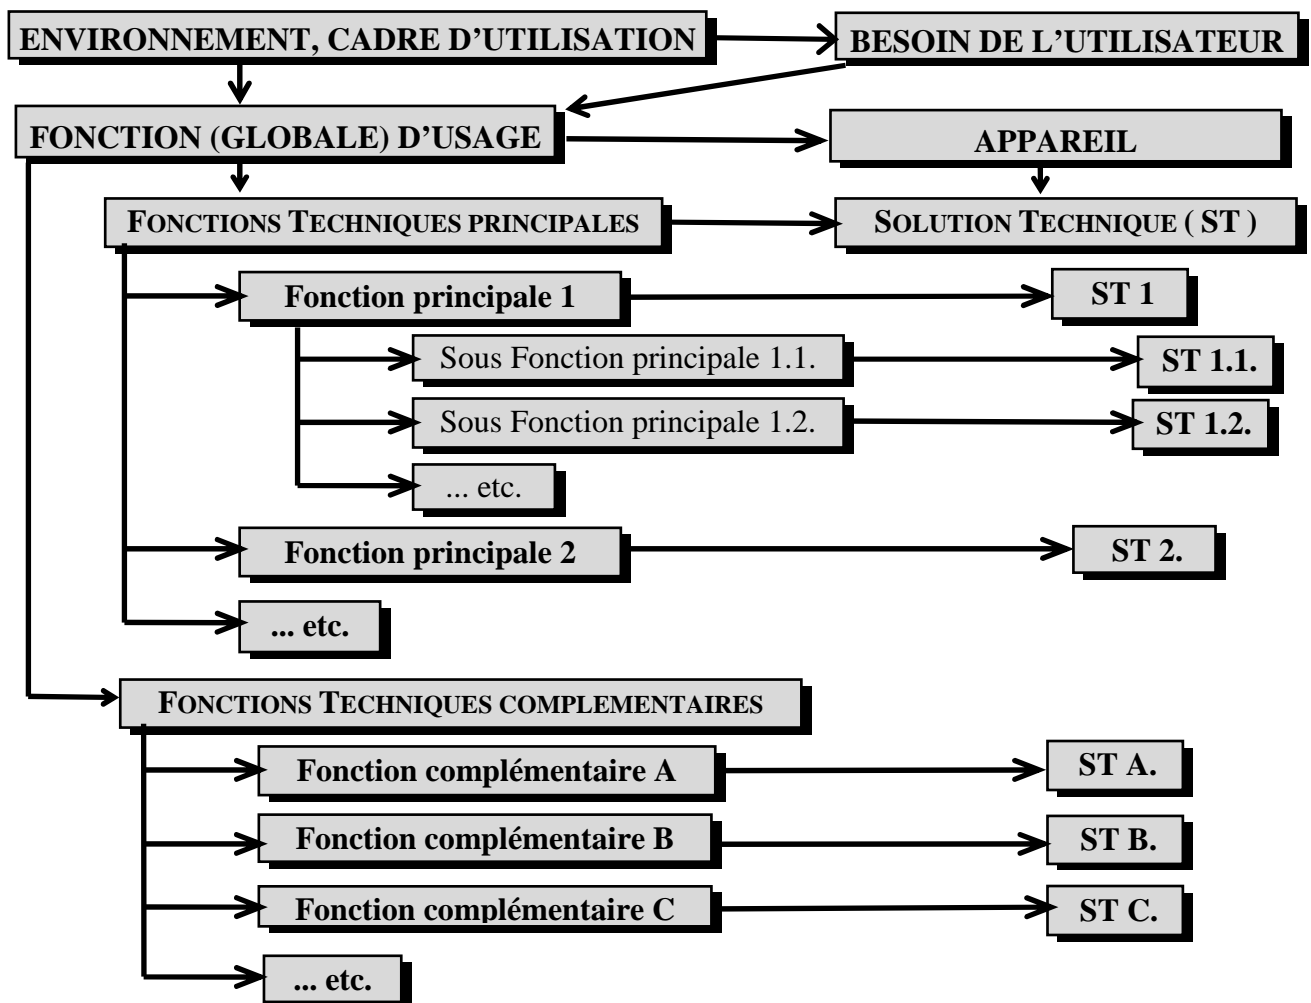 ENVIRONNEMENT, CADRE D'UTILISATION
BESOIN DE L'UTILISATEUR
FONCTION (GLOBALE) D'USAGE
APPAREIL
FONCTIONS TECHNIQUES PRINCIPALES
SOLUTION TECHNIQUE ( ST )
Fonction principale 1
ST 1
Sous Fonction principale 1.1.
ST 1.1.
Sous Fonction principale 1.2.
ST 1.2.
... etc.
Fonction principale 2
ST 2.
... etc.
FONCTIONS TECHNIQUES COMPLEMENTAIRES
Fonction complémentaire A
ST A.
Fonction complémentaire B
ST B.
Fonction complémentaire C
ST C.
... etc.